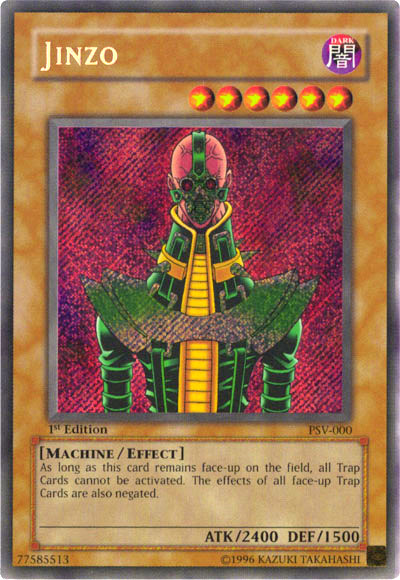 JINZO
DARK
闇
1st Edition
PSV-000
[MACHINE / EFFECT]
As long as this card remains face-up on the field, all Trap
Cards cannot be activated. The effects of all face-up Trap
Cards are also negated.
ATK/2400 DEF/1500
77585513
©1996 KAZUKI TAKAHASHI